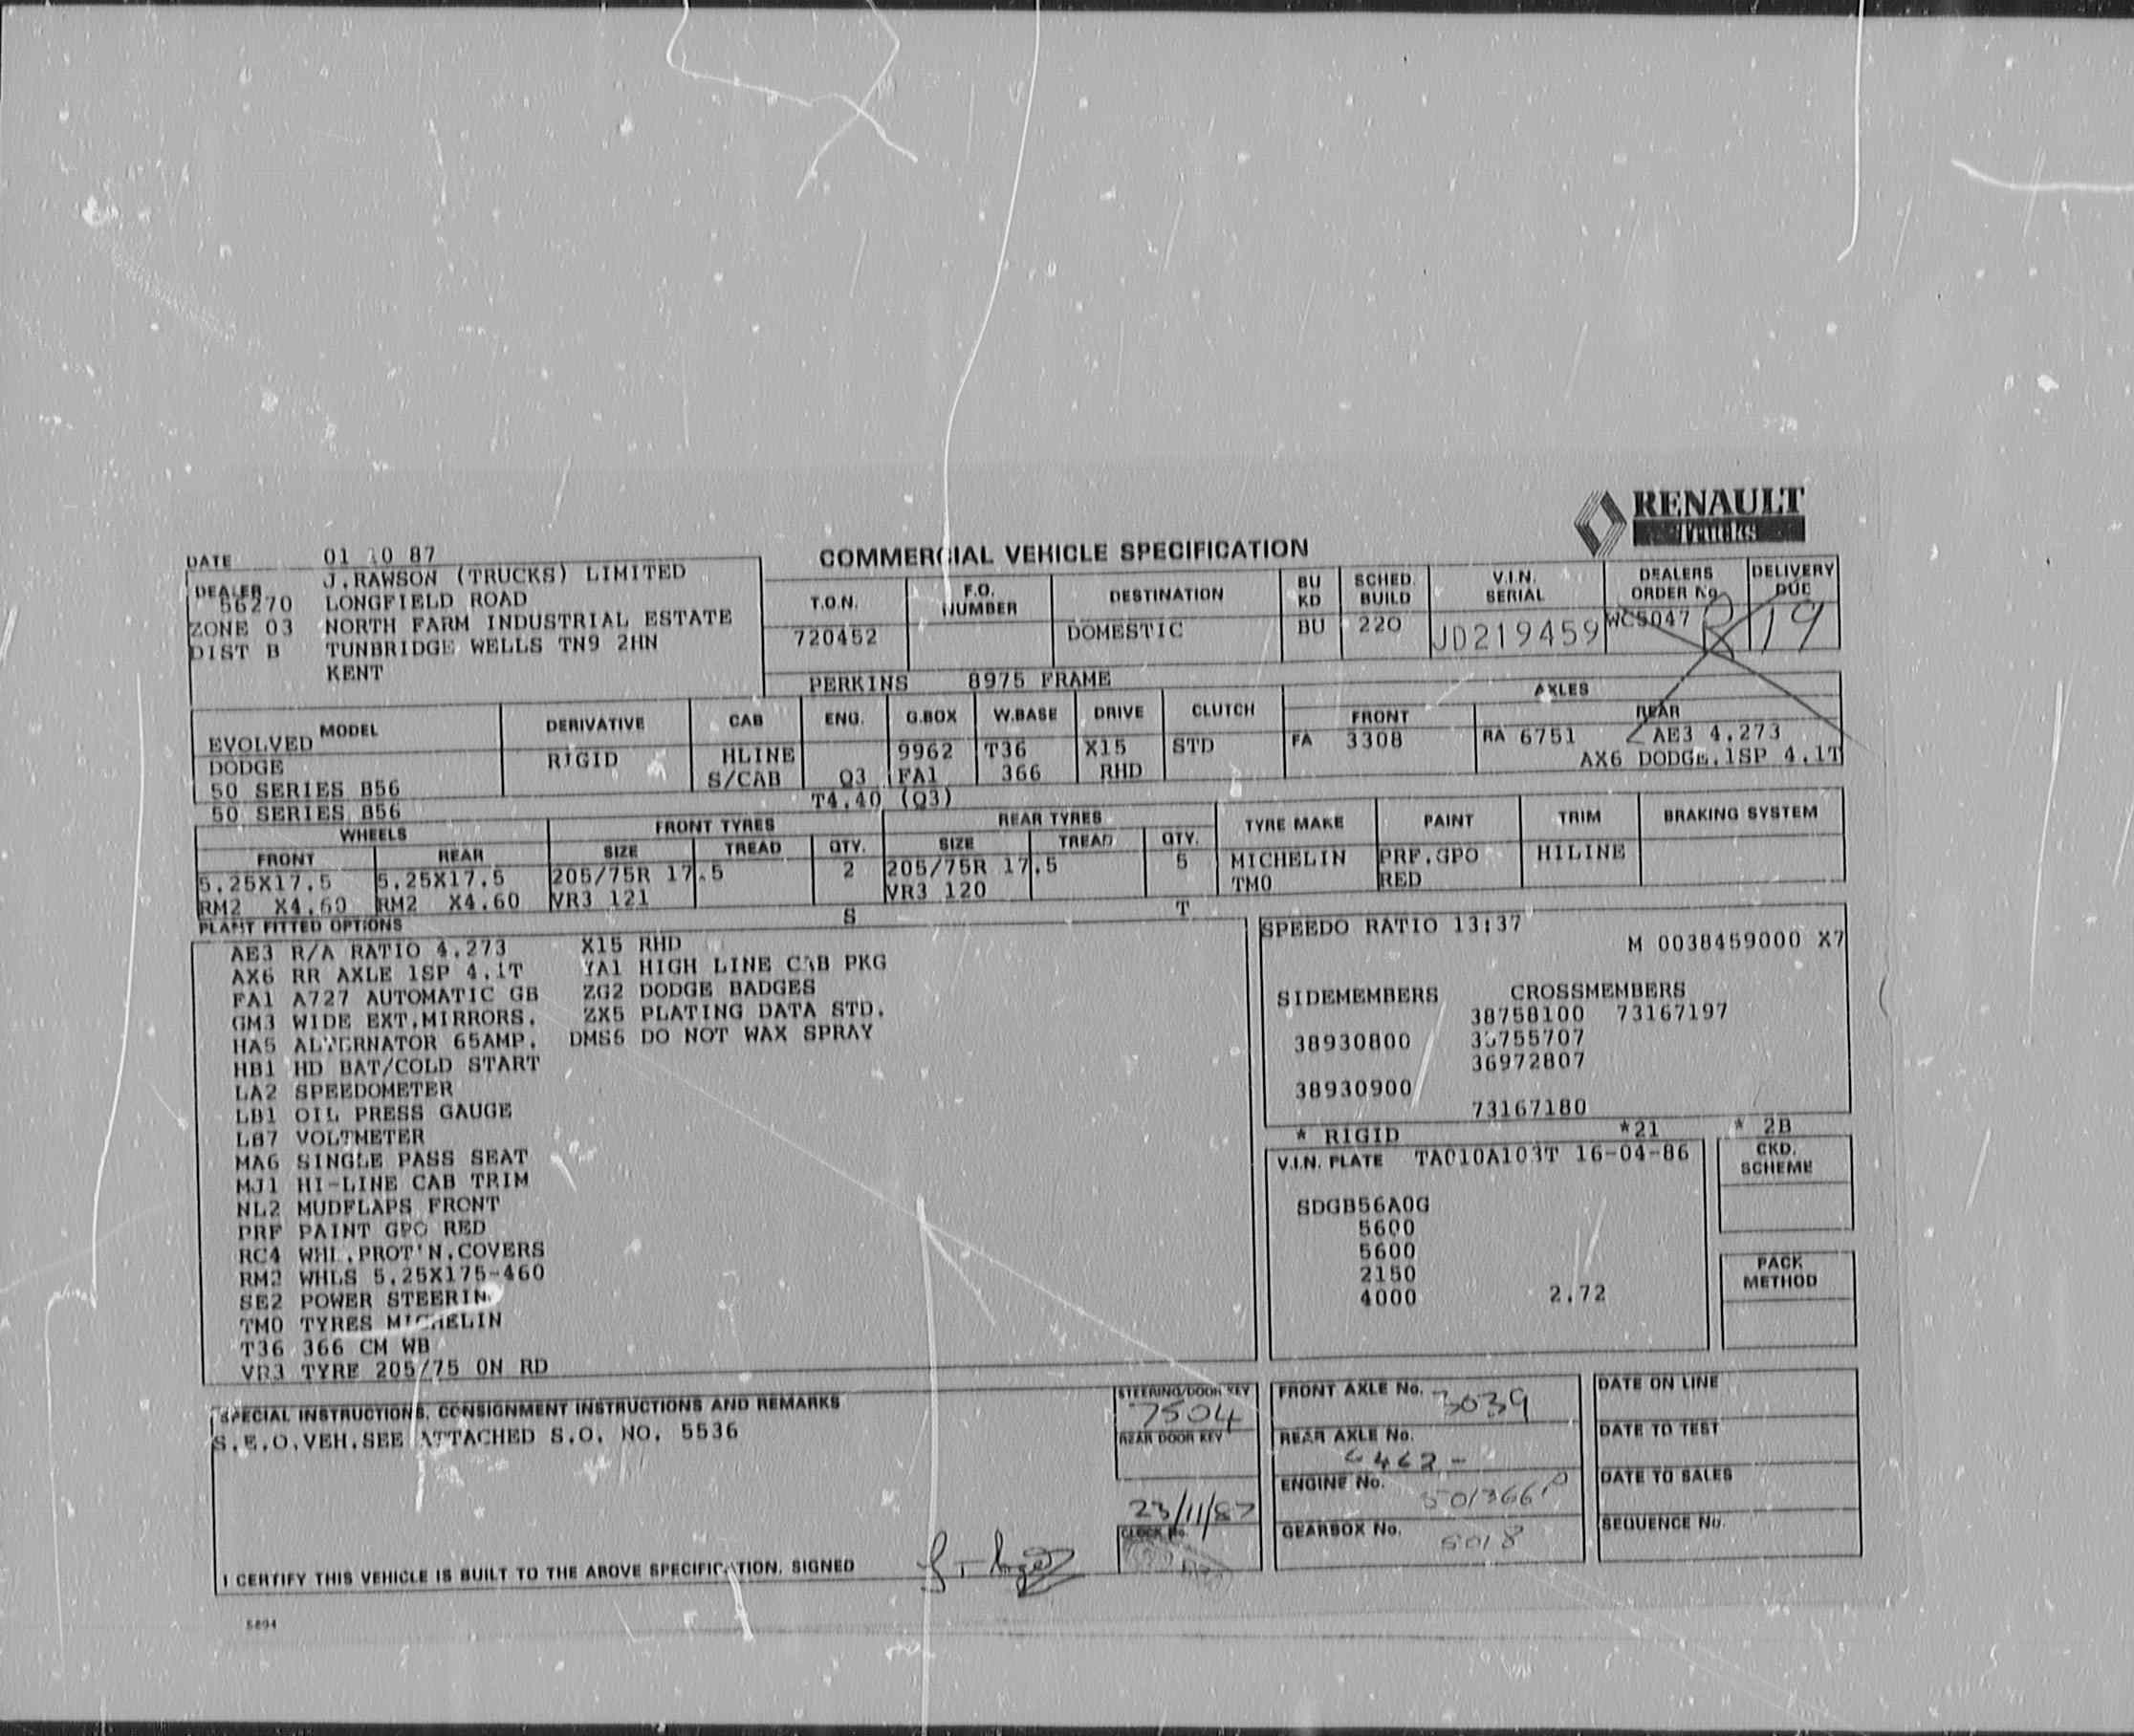 RENAULT
Trucks
COMMERCIAL VEHICLE SPECIFICATION
DATE 01 10 87
DEALER J.RAWSON (TRUCKS) LIMITED
56270 LONGFIELD ROAD
ZONE 03 NORTH FARM INDUSTRIAL ESTATE
DIST B TUNBRIDGE WELLS TN9 2HN
KENT
T.O.N. F.O. NUMBER DESTINATION BU KD SCHED. BUILD V.I.N. SERIAL DEALERS ORDER No. DELIVERY DUE
720452 DOMESTIC BU 220 JD219459 WC5047 19
PERKINS 8975 FRAME
MODEL DERIVATIVE CAB ENG. G.BOX W.BASE DRIVE CLUTCH AXLES FRONT REAR
EVOLVED
DODGE RIGID HLINE 9962 T36 X15 STD FA 3308 RA 6751 AE3 4.273
50 SERIES B56 S/CAB Q3 FA1 366 RHD AX6 DODGE.1SP 4.1T
50 SERIES B56 T4.40 (Q3)
WHEELS FRONT TYRES REAR TYRES TYRE MAKE PAINT TRIM BRAKING SYSTEM
FRONT REAR SIZE TREAD QTY. SIZE TREAD QTY.
5.25X17.5 5.25X17.5 205/75R 17.5 2 205/75R 17.5 5 MICHELIN PRF.GPO HILINE
RM2 X4.60 RM2 X4.60 VR3 121 VR3 120 TM0 RED
S T
PLANT FITTED OPTIONS
AE3 R/A RATIO 4.273 X15 RHD
AX6 RR AXLE 1SP 4.1T YA1 HIGH LINE CAB PKG
FA1 A727 AUTOMATIC GB ZG2 DODGE BADGES
GM3 WIDE EXT.MIRRORS. ZX5 PLATING DATA STD.
HA5 ALTERNATOR 65AMP. DMS6 DO NOT WAX SPRAY
HB1 HD BAT/COLD START
LA2 SPEEDOMETER
LB1 OIL PRESS GAUGE
LB7 VOLTMETER
MA6 SINGLE PASS SEAT
MJ1 HI-LINE CAB TRIM
NL2 MUDFLAPS FRONT
PRF PAINT GPO RED
RC4 WHL.PROT'N.COVERS
RM2 WHLS 5.25X175-460
SE2 POWER STEERIN
TM0 TYRES MICHELIN
T36 366 CM WB
VR3 TYRE 205/75 ON RD
SPEEDO RATIO 13:37
M 0038459000 X7
SIDEMEMBERS CROSSMEMBERS
38758100 73167197
38930800
36972807
38930900
73167180
* RIGID *21 * 2B
V.I.N. PLATE TA010A103T 16-04-86
SDGB56A0G
5600
5600
2150
4000 2.72
CKD. SCHEME
PACK METHOD
SPECIAL INSTRUCTIONS, CONSIGNMENT INSTRUCTIONS AND REMARKS
S.E.O.VEH.SEE ATTACHED S.O. NO. 5536
STEERING/DOOR KEY
7504
REAR DOOR KEY
23/11/87
CLOCK No.
FRONT AXLE No. 3039
REAR AXLE No.
ENGINE No.
GEARBOX No. 5018
DATE ON LINE
DATE TO TEST
DATE TO SALES
SEQUENCE No.
I CERTIFY THIS VEHICLE IS BUILT TO THE ABOVE SPECIFICATION. SIGNED
5894